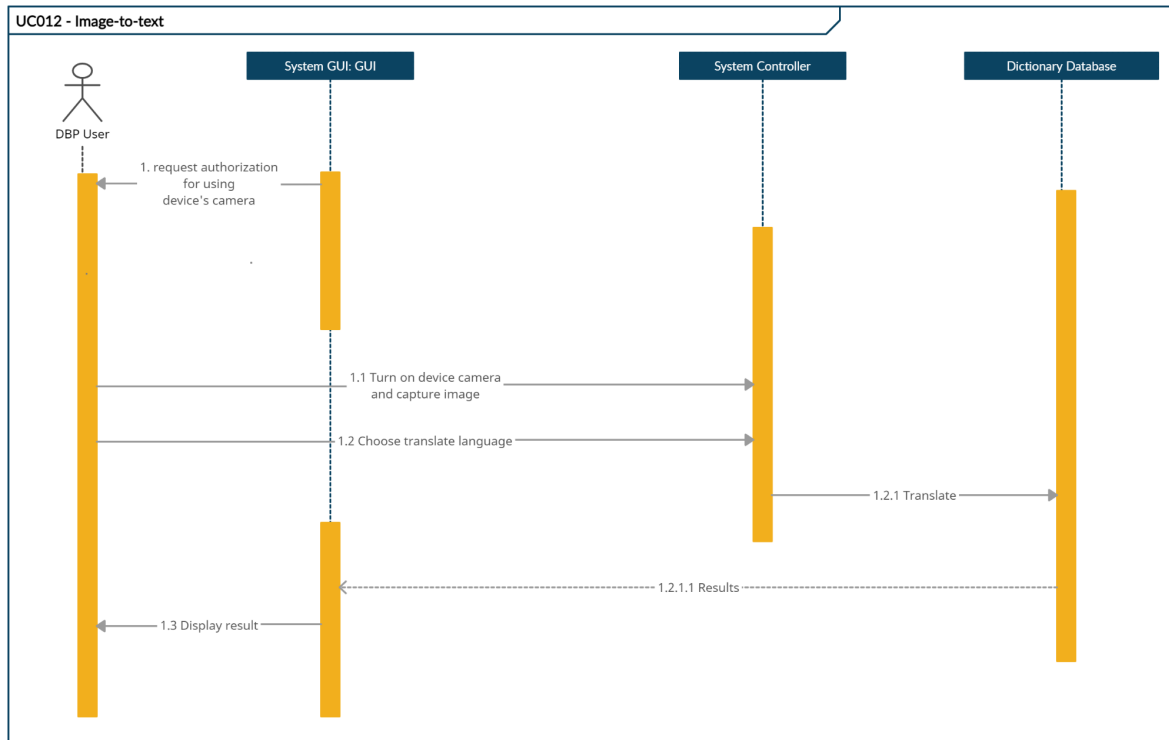 UC012 - Image-to-text
System GUI: GUI
System Controller
Dictionary Database
DBP User
1. request authorization
for using
device's camera
1.1 Turn on device camera
and capture image
1.2 Choose translate language
1.2.1 Translate
1.2.1.1 Results
1.3 Display result